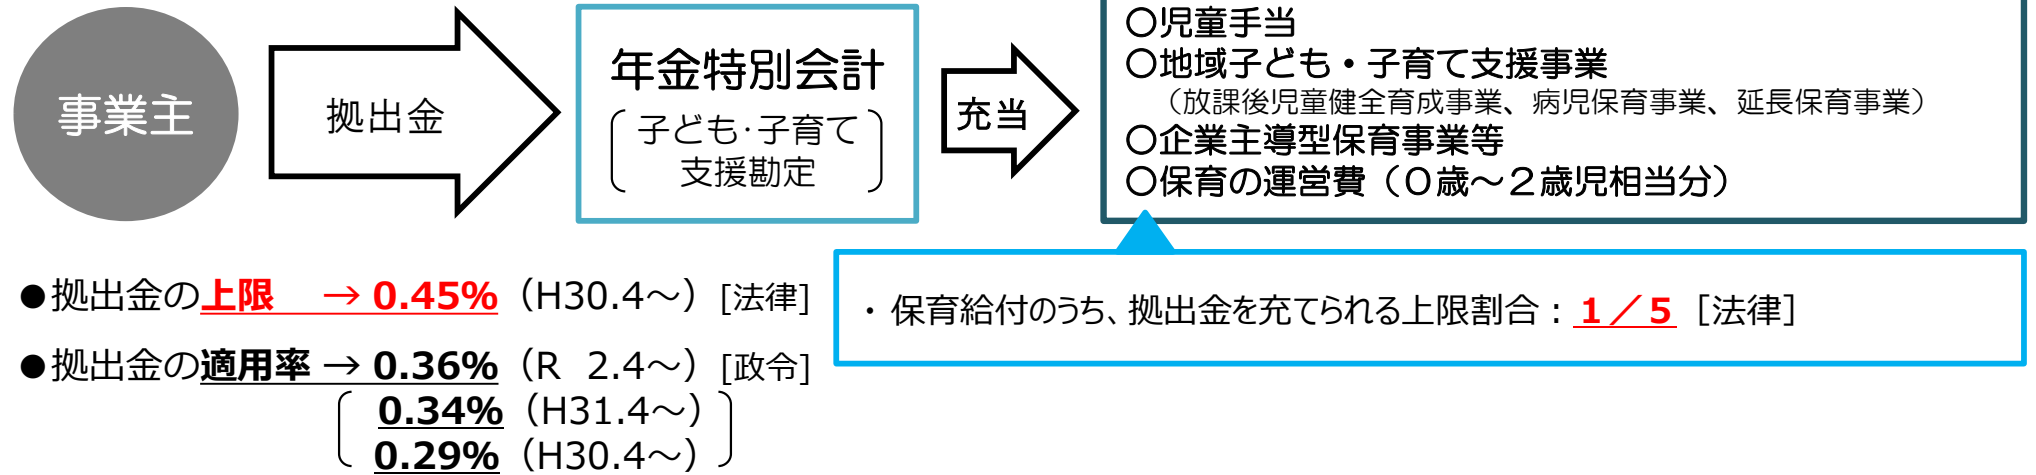 事業主
拠出金
年金特別会計
子ども・子育て
支援勘定
充当
○児童手当
○地域子ども・子育て支援事業
（放課後児童健全育成事業、病児保育事業、延長保育事業）
○企業主導型保育事業等
○保育の運営費（０歳～２歳児相当分）
●拠出金の上限　→ 0.45%（H30.4～）[法律]
●拠出金の適用率 → 0.36%（R 2.4～）[政令]
0.34%（H31.4～）
0.29%（H30.4～）
・ 保育給付のうち、拠出金を充てられる上限割合：１／５［法律］